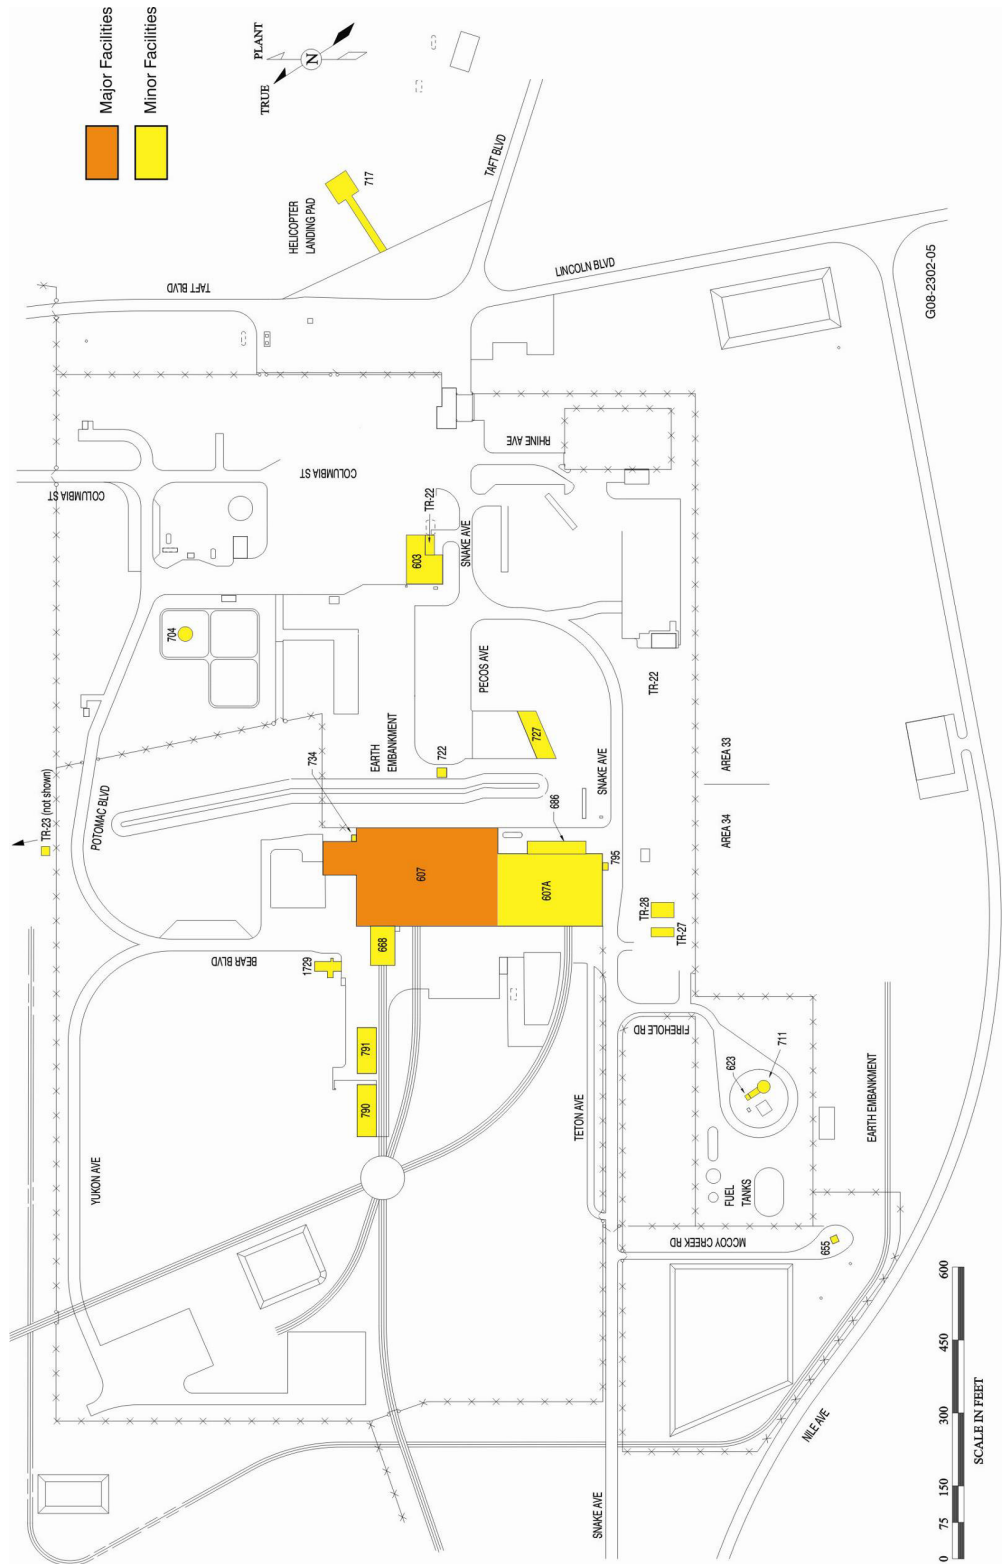 Major Facilities
Minor Facilities
PLANT
N
TRUE
TAFT BLVD
HELICOPTER
LANDING PAD
717
TAFT BLVD
LINCOLN BLVD
G08-2302-05
COLUMBIA ST
COLUMBIA ST
RHINE AVE
603
TR-22
SNAKE AVE
704
PECOS AVE
TR-22
EARTH
EMBANKMENT
722
727
734
SNAKE AVE
AREA 33
AREA 34
TR-23 (not shown)
POTOMAC BLVD
686
607
607A
795
TR-28
TR-27
BEAR BLVD
1729
668
791
790
FIREHOLE RD
711
623
EARTH EMBANKMENT
TETON AVE
YUKON AVE
FUEL
TANKS
MCCOY CREEK RD
655
NILE AVE
SNAKE AVE
0 75 150 300 450 600
SCALE IN FEET